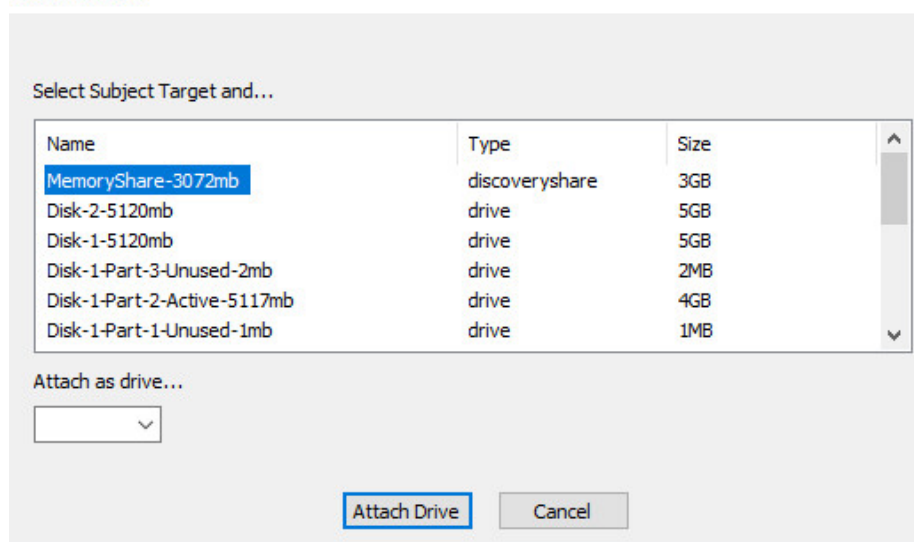 Select Subject Target and...
Name Type Size
MemoryShare-3072mb discoveryshare 3GB
Disk-2-5120mb drive 5GB
Disk-1-5120mb drive 5GB
Disk-1-Part-3-Unused-2mb drive 2MB
Disk-1-Part-2-Active-5117mb drive 4GB
Disk-1-Part-1-Unused-1mb drive 1MB
Attach as drive...
Attach Drive Cancel